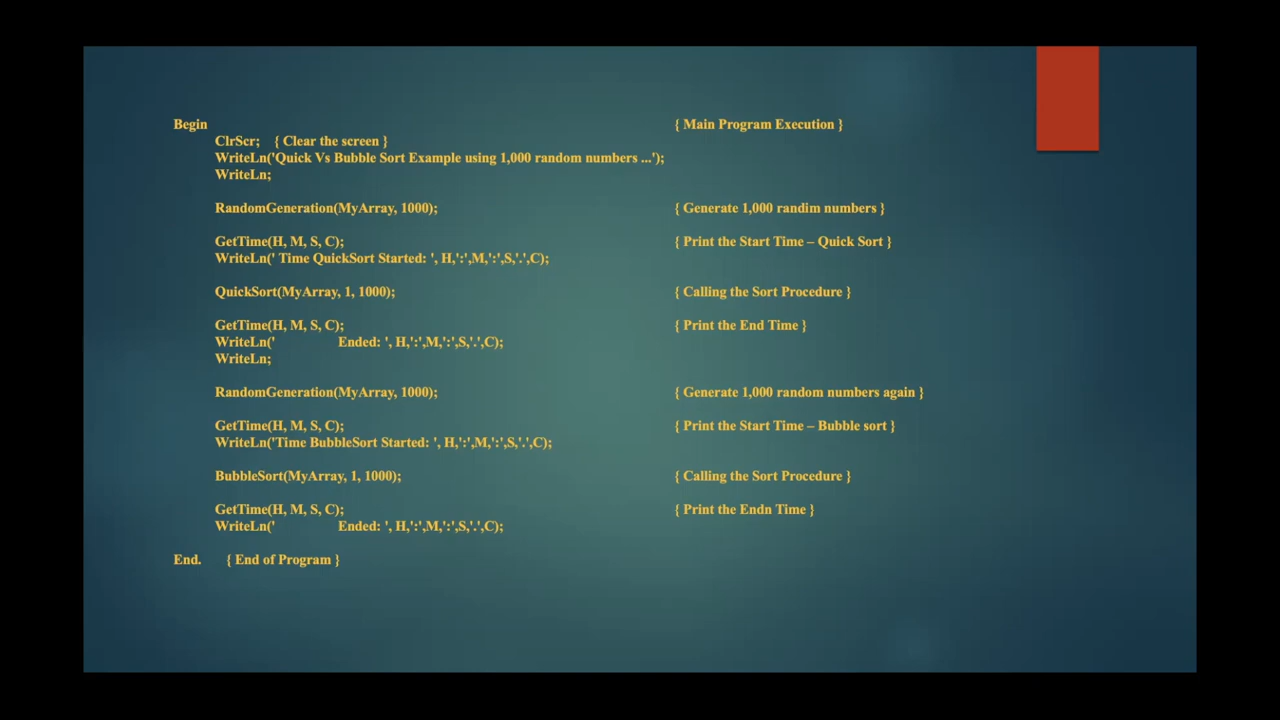 Begin { Main Program Execution }
ClrScr; { Clear the screen }
WriteLn('Quick Vs Bubble Sort Example using 1,000 random numbers ...');
WriteLn;
RandomGeneration(MyArray, 1000); { Generate 1,000 randim numbers }
GetTime(H, M, S, C); { Print the Start Time – Quick Sort }
WriteLn(' Time QuickSort Started: ', H,':',M,':',S,'.',C);
QuickSort(MyArray, 1, 1000); { Calling the Sort Procedure }
GetTime(H, M, S, C); { Print the End Time }
WriteLn(' Ended: ', H,':',M,':',S,'.',C);
WriteLn;
RandomGeneration(MyArray, 1000); { Generate 1,000 random numbers again }
GetTime(H, M, S, C); { Print the Start Time – Bubble sort }
WriteLn('Time BubbleSort Started: ', H,':',M,':',S,'.',C);
BubbleSort(MyArray, 1, 1000); { Calling the Sort Procedure }
GetTime(H, M, S, C); { Print the Endn Time }
WriteLn(' Ended: ', H,':',M,':',S,'.',C);
End. { End of Program }